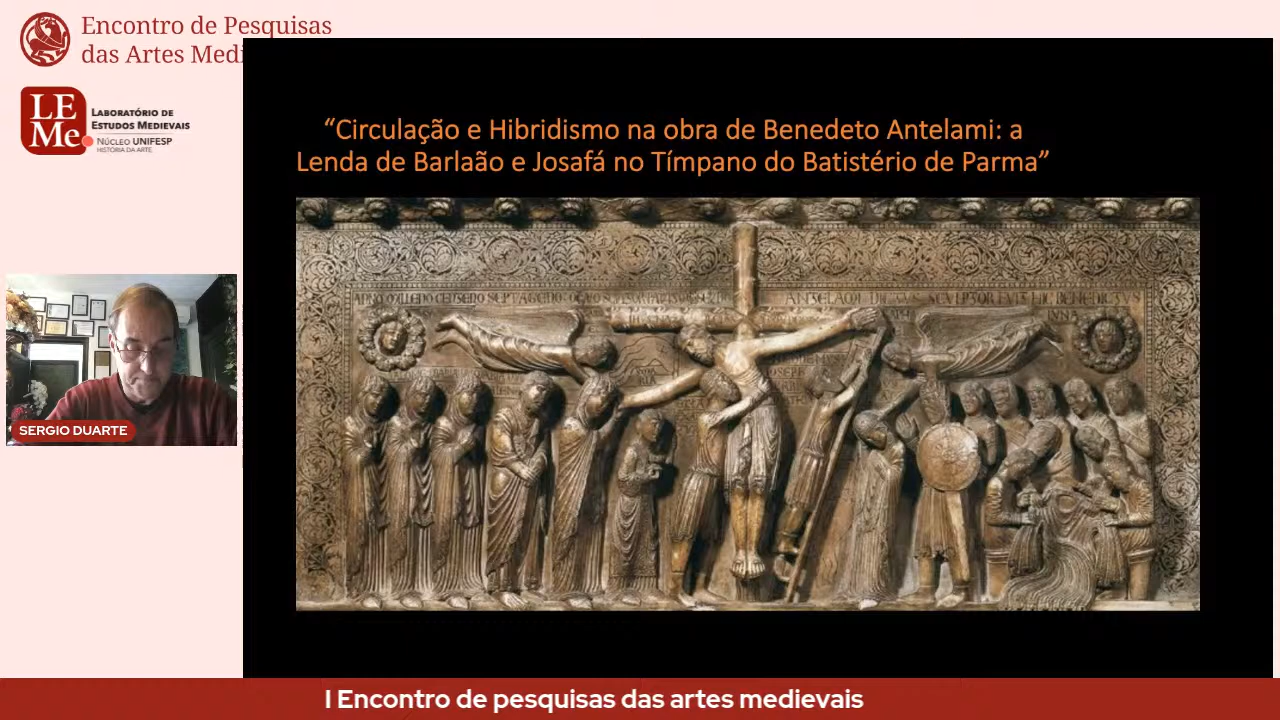 Encontro de Pesquisas
das Artes Medi
LE
Me
LABORATÓRIO DE
ESTUDOS MEDIEVAIS
NÚCLEO UNIFESP
HISTÓRIA DA ARTE
“Circulação e Hibridismo na obra de Benedeto Antelami: a
Lenda de Barlaão e Josafá no Tímpano do Batistério de Parma”
SCULPTOR
SERGIO DUARTE
I Encontro de pesquisas das artes medievais